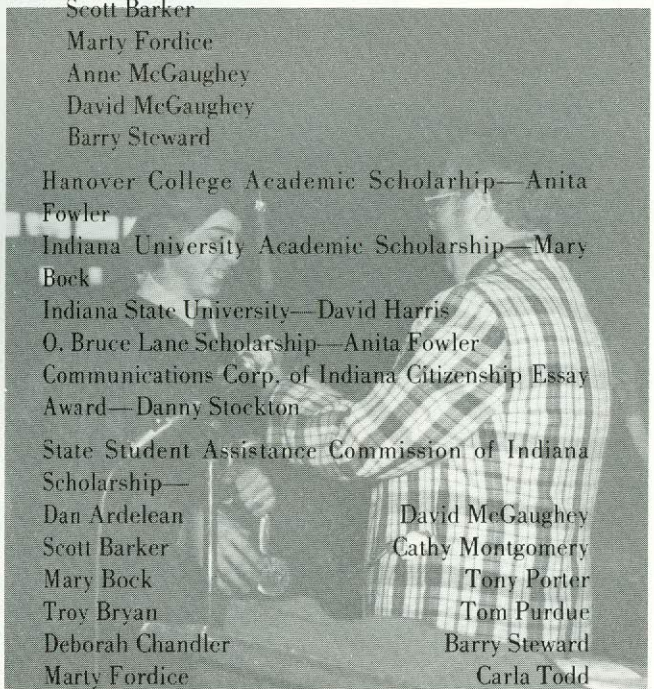 Scott Barker
Marty Fordice
Anne McGaughey
David McGaughey
Barry Steward
Hanover College Academic Scholarhip—Anita
Fowler
Indiana University Academic Scholarship—Mary
Bock
Indiana State University—David Harris
O. Bruce Lane Scholarship—Anita Fowler
Communications Corp. of Indiana Citizenship Essay
Award—Danny Stockton
State Student Assistance Commission of Indiana
Scholarship—
Dan Ardelean David McGaughey
Scott Barker Cathy Montgomery
Mary Bock Tony Porter
Troy Bryan Tom Purdue
Deborah Chandler Barry Steward
Marty Fordice Carla Todd